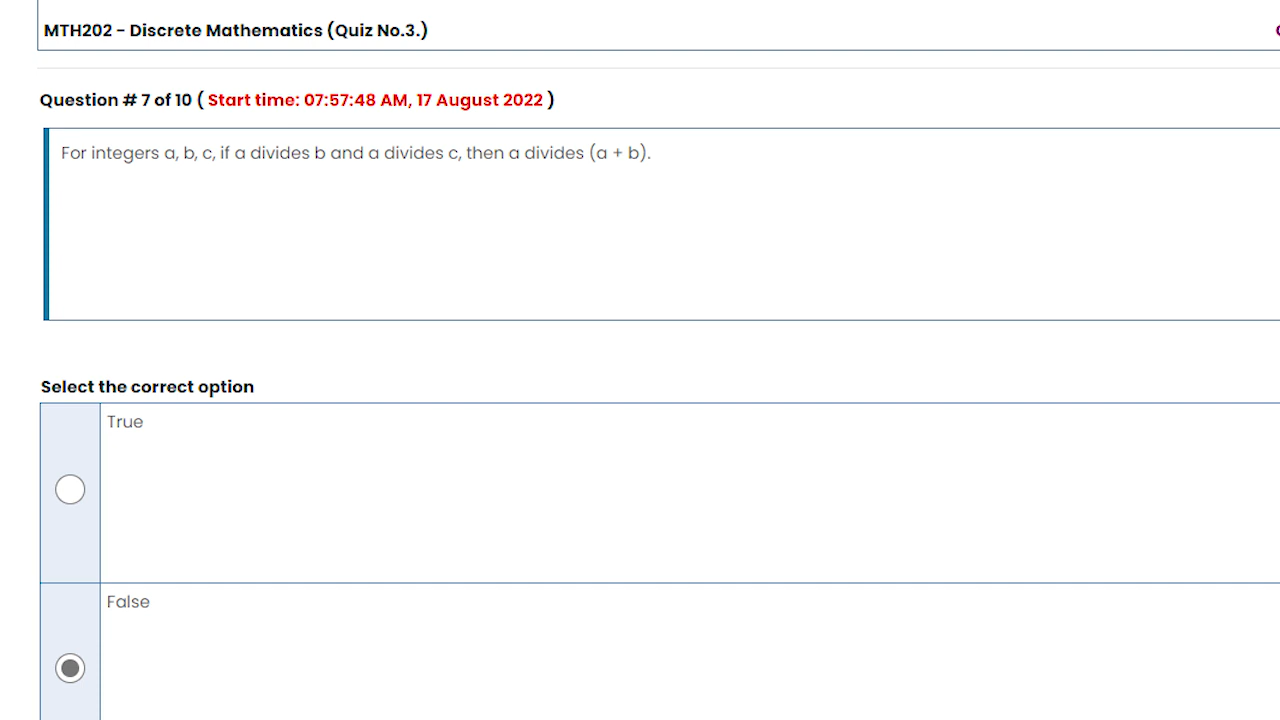 MTH202 - Discrete Mathematics (Quiz No.3.)
Question # 7 of 10 ( Start time: 07:57:48 AM, 17 August 2022 )
For integers a, b, c, if a divides b and a divides c, then a divides (a + b).
Select the correct option
True
False